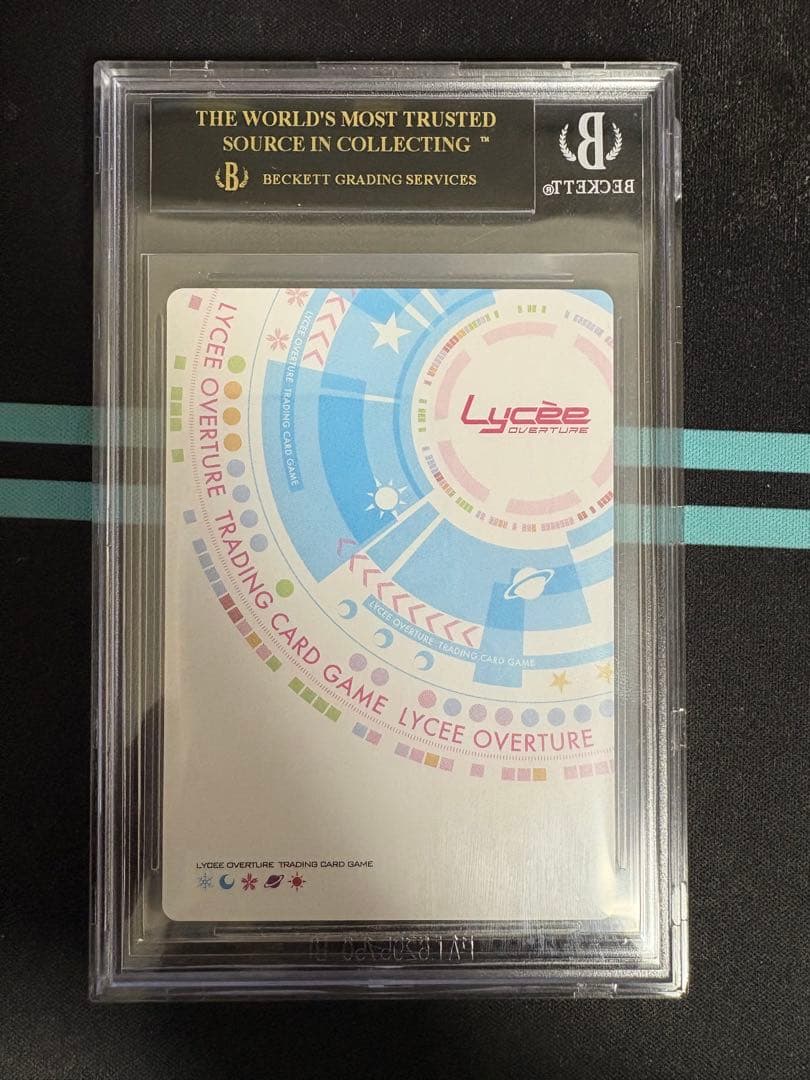 THE WORLD'S MOST TRUSTED
SOURCE IN COLLECTING ™
B BECKETT GRADING SERVICES
B
BECKETT®
LYCEE OVERTURE TRADING CARD GAME LYCEE OVERTURE
LYCEE OVERTURE TRADING CARD GAME
Lycèe
OVERTURE
LYCEE OVERTURE TRADING CARD GAME
LYCEE OVERTURE TRADING CARD GAME